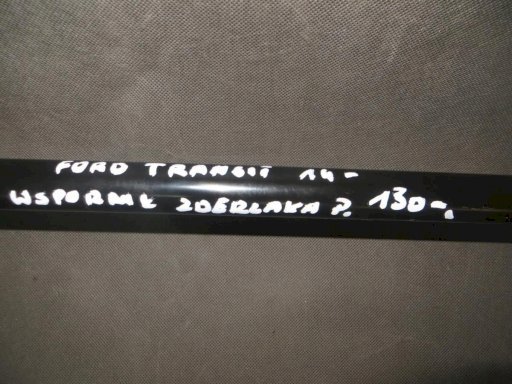 FORD TRANSIT 14-
WSPORNIK ZDERZAKA P. 130-,